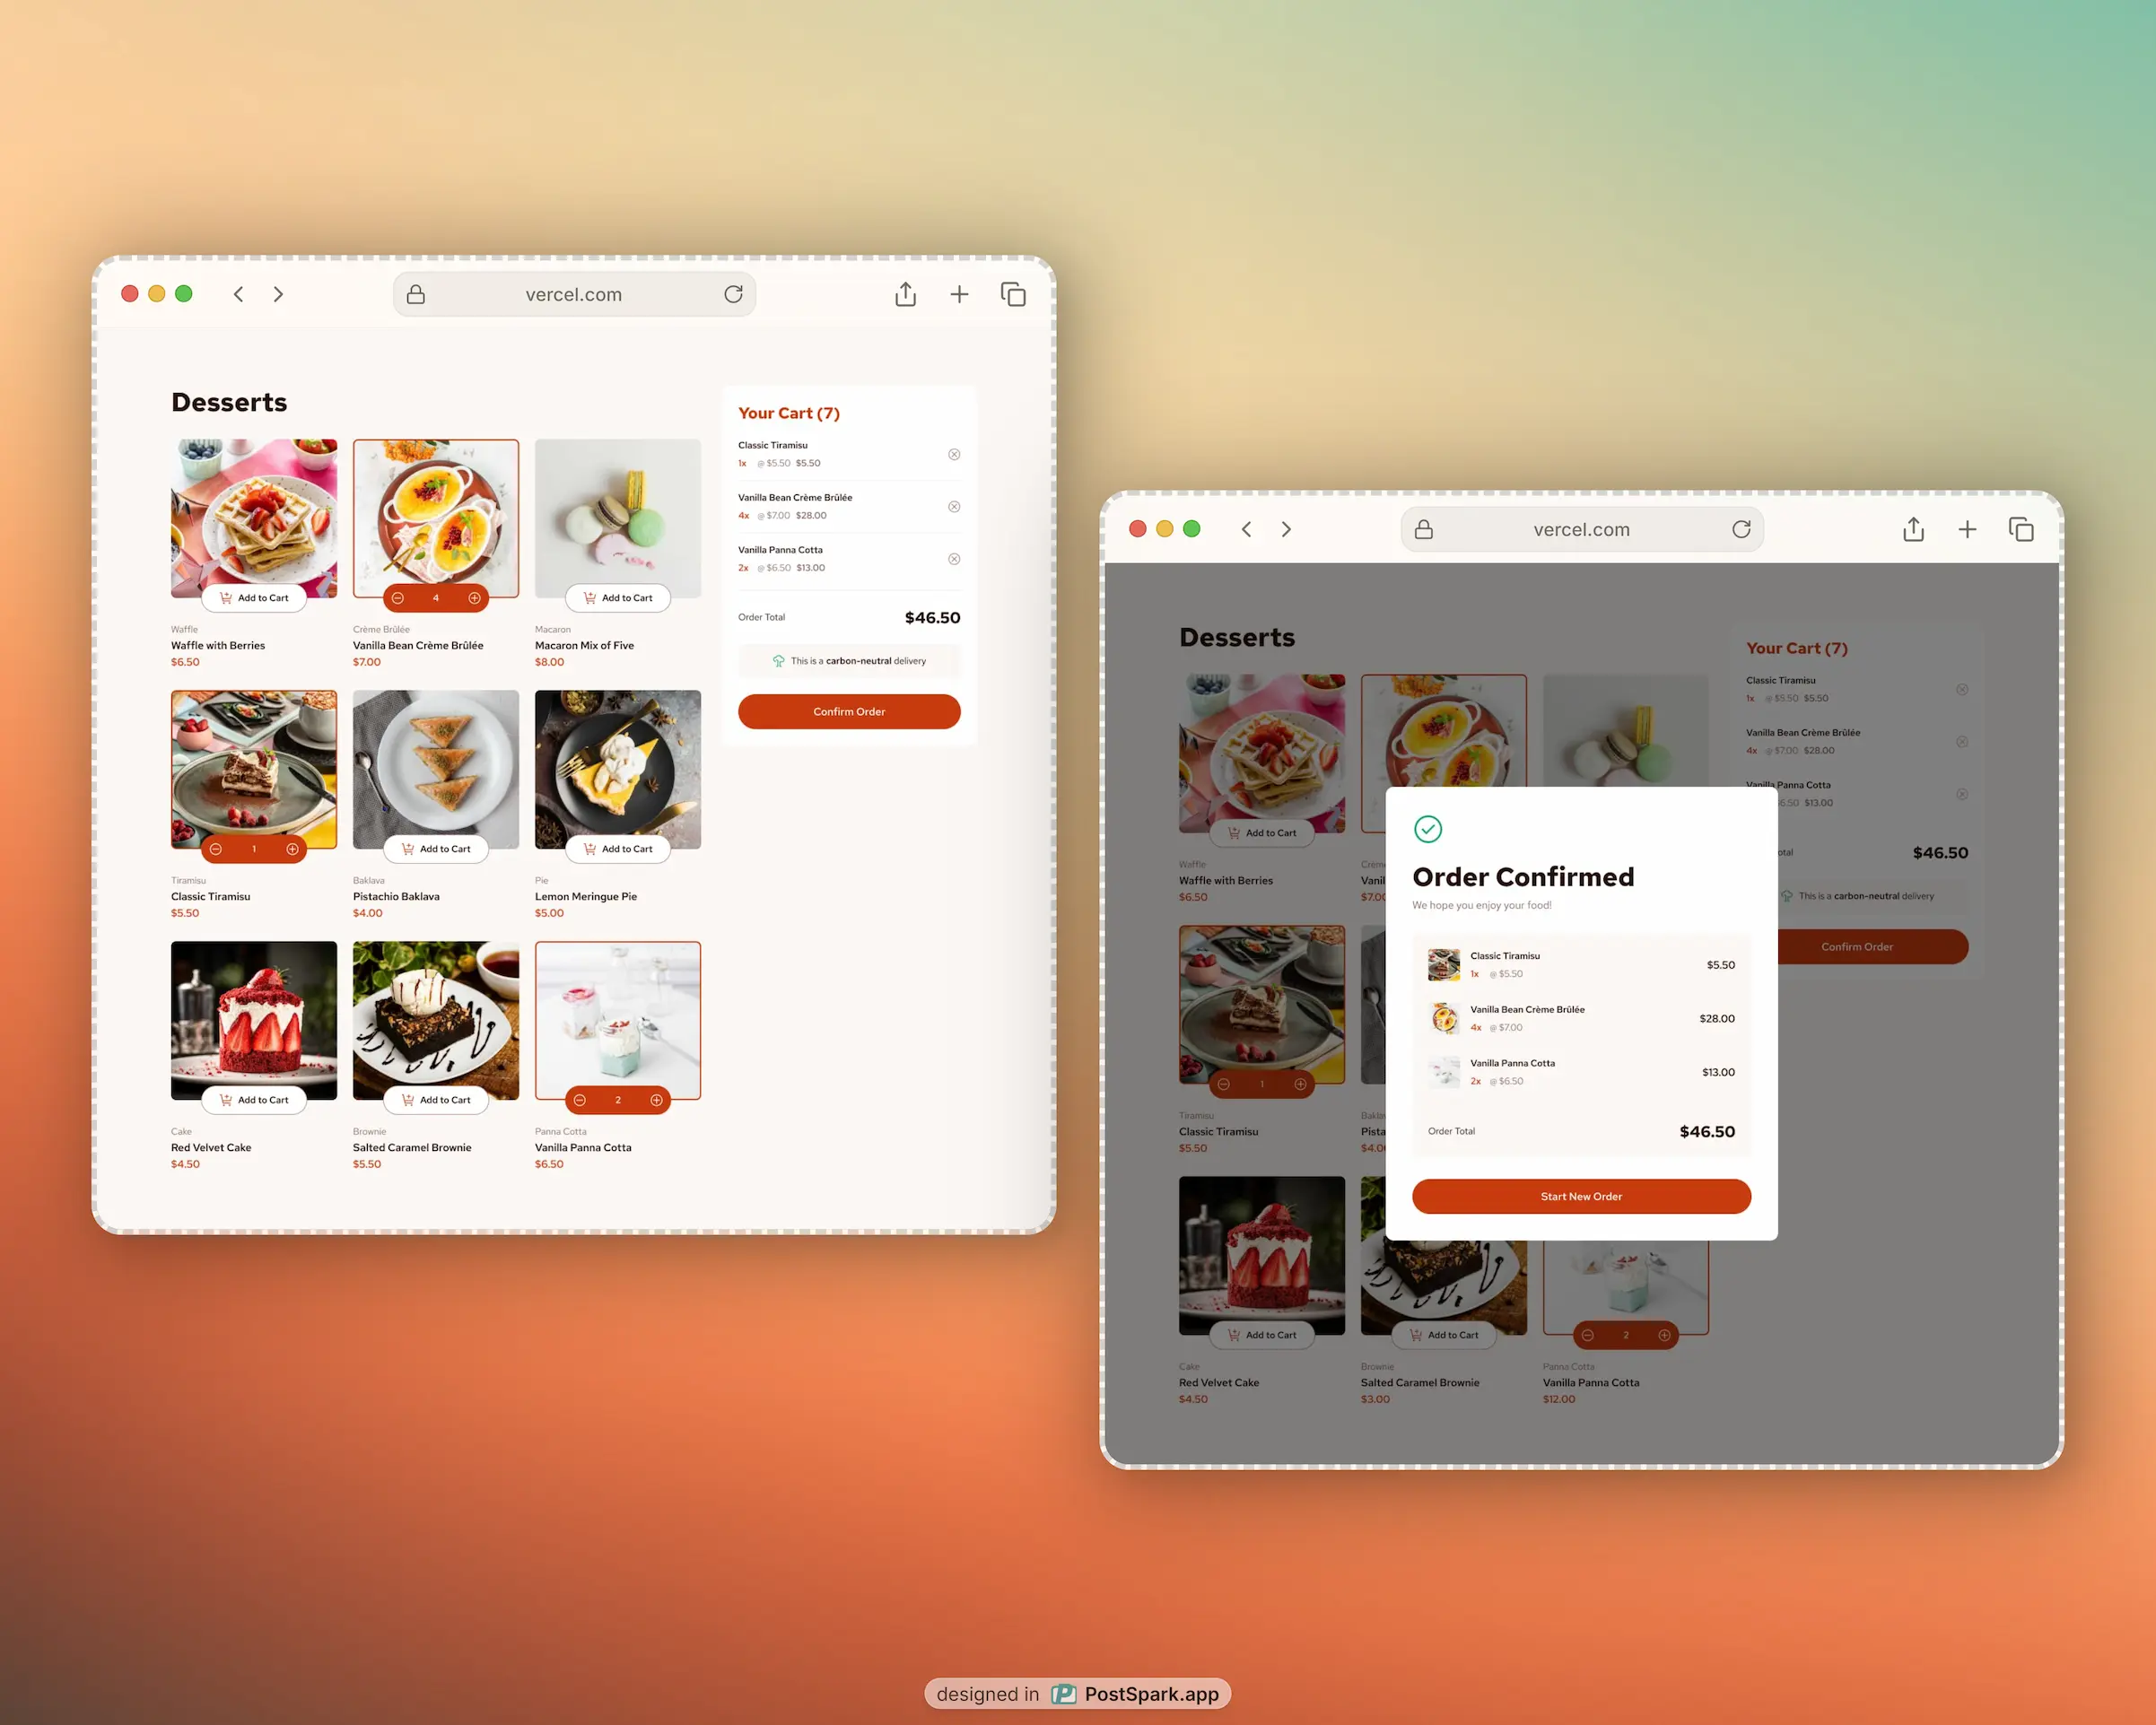 vercel.com
Desserts
Add to Cart
4
Add to Cart
Waffle
Waffle with Berries
$6.50
Crème Brûlée
Vanilla Bean Crème Brûlée
$7.00
Macaron
Macaron Mix of Five
$8.00
1
Add to Cart
Add to Cart
Tiramisu
Classic Tiramisu
$5.50
Baklava
Pistachio Baklava
$4.00
Pie
Lemon Meringue Pie
$5.00
Add to Cart
Add to Cart
2
Cake
Red Velvet Cake
$4.50
Brownie
Salted Caramel Brownie
$5.50
Panna Cotta
Vanilla Panna Cotta
$6.50
Your Cart (7)
Classic Tiramisu
1x @ $5.50 $5.50
Vanilla Bean Crème Brûlée
4x @ $7.00 $28.00
Vanilla Panna Cotta
2x @ $6.50 $13.00
Order Total $46.50
This is a carbon-neutral delivery
Confirm Order
vercel.com
Desserts
Add to Cart
Waffle
Waffle with Berries
$6.50
Crème
Vanil
$7.00
1
Tiramisu
Classic Tiramisu
$5.50
Baklav
Pista
$4.00
Add to Cart
Add to Cart
2
Cake
Red Velvet Cake
$4.50
Brownie
Salted Caramel Brownie
$3.00
Panna Cotta
Vanilla Panna Cotta
$12.00
Your Cart (7)
Classic Tiramisu
1x @ $5.50 $5.50
Vanilla Bean Crème Brûlée
4x @ $7.00 $28.00
Vanilla Panna Cotta
6.50 $13.00
otal $46.50
This is a carbon-neutral delivery
Confirm Order
Order Confirmed
We hope you enjoy your food!
Classic Tiramisu
1x @ $5.50 $5.50
Vanilla Bean Crème Brûlée
4x @ $7.00 $28.00
Vanilla Panna Cotta
2x @ $6.50 $13.00
Order Total $46.50
Start New Order
designed in PostSpark.app